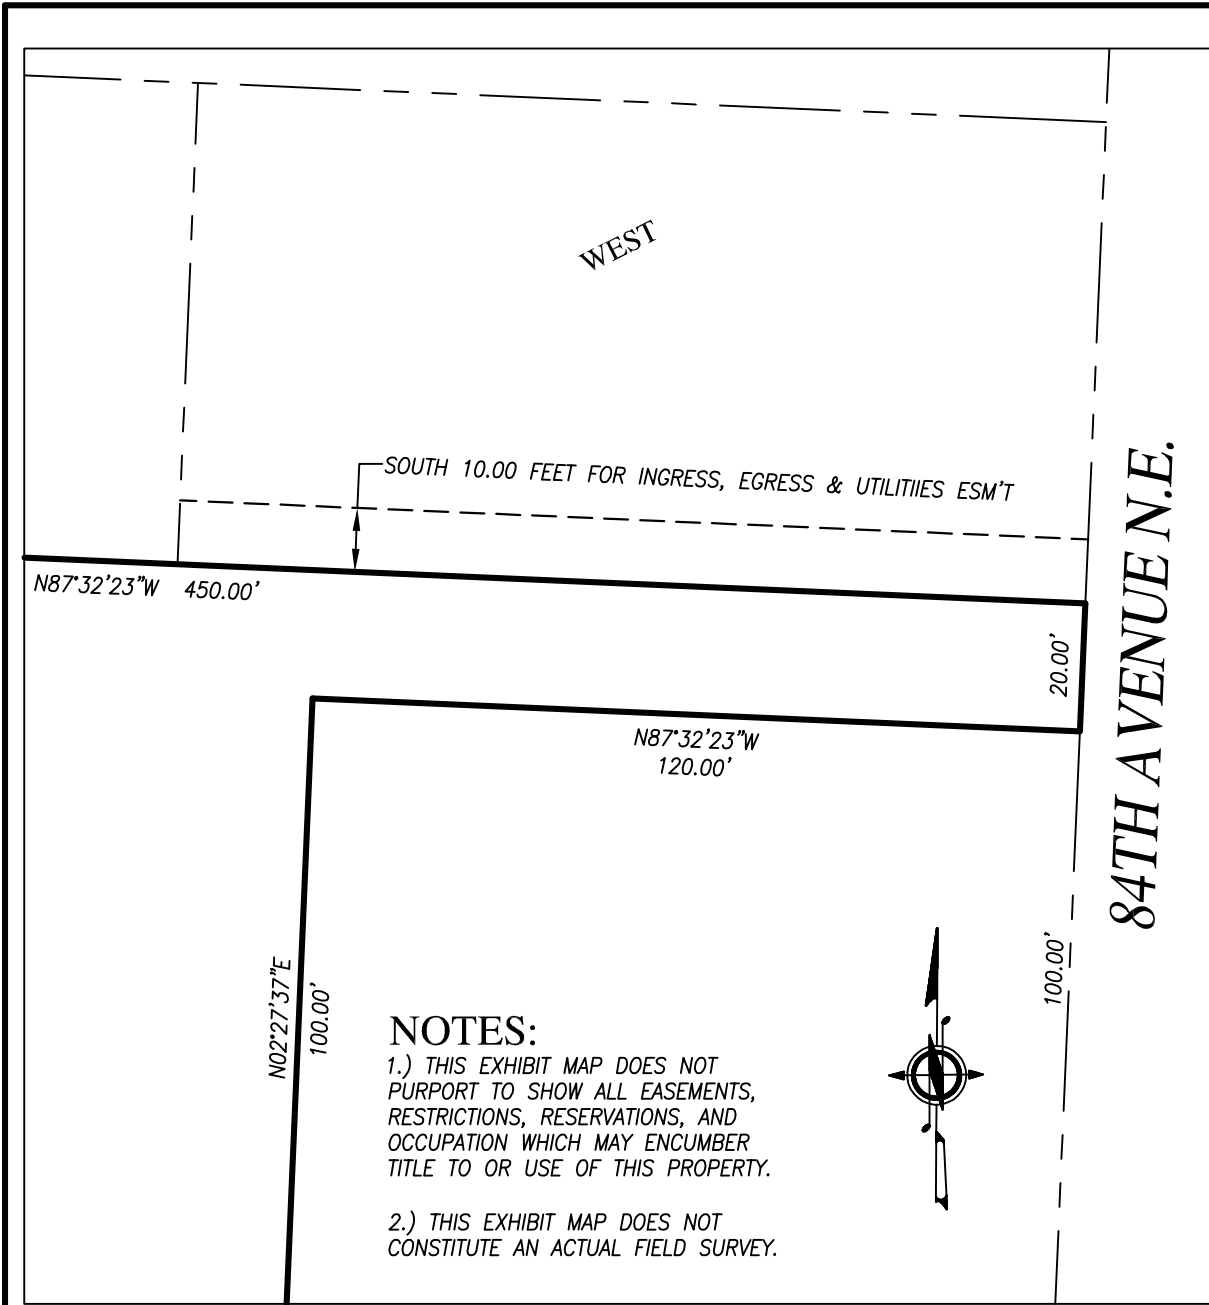 WEST
SOUTH 10.00 FEET FOR INGRESS, EGRESS & UTILITIIES ESM'T
84TH AVENUE N.E.
N87°32'23"W 450.00'
20.00'
N87°32'23"W
120.00'
100.00'
N02°27'37"E
100.00'
NOTES:
1.) THIS EXHIBIT MAP DOES NOT
PURPORT TO SHOW ALL EASEMENTS,
RESTRICTIONS, RESERVATIONS, AND
OCCUPATION WHICH MAY ENCUMBER
TITLE TO OR USE OF THIS PROPERTY.
2.) THIS EXHIBIT MAP DOES NOT
CONSTITUTE AN ACTUAL FIELD SURVEY.